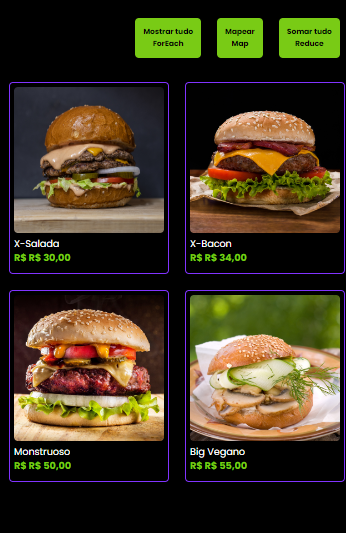 Mostrar tudo
ForEach
Mapear
Map
Somar tudo
Reduce
X-Salada
R$ R$ 30,00
X-Bacon
R$ R$ 34,00
Monstruoso
R$ R$ 50,00
Big Vegano
R$ R$ 55,00